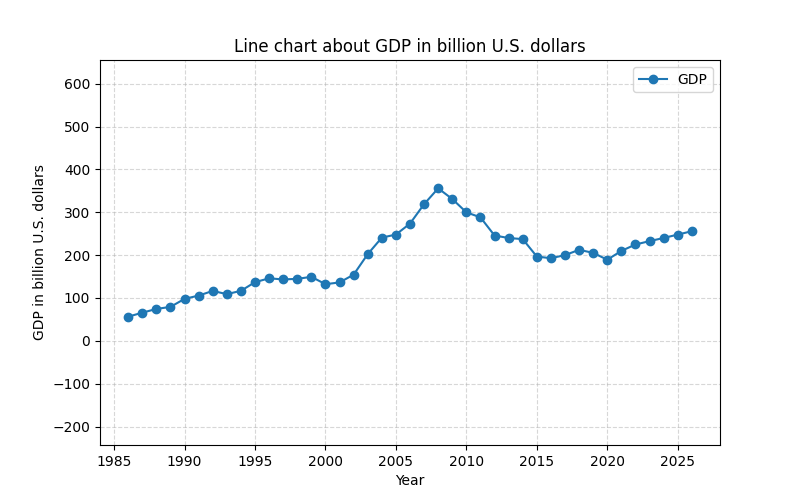 Line chart about GDP in billion U.S. dollars
GDP
600
500
400
300
200
100
0
−100
−200
GDP in billion U.S. dollars
1985 1990 1995 2000 2005 2010 2015 2020 2025
Year